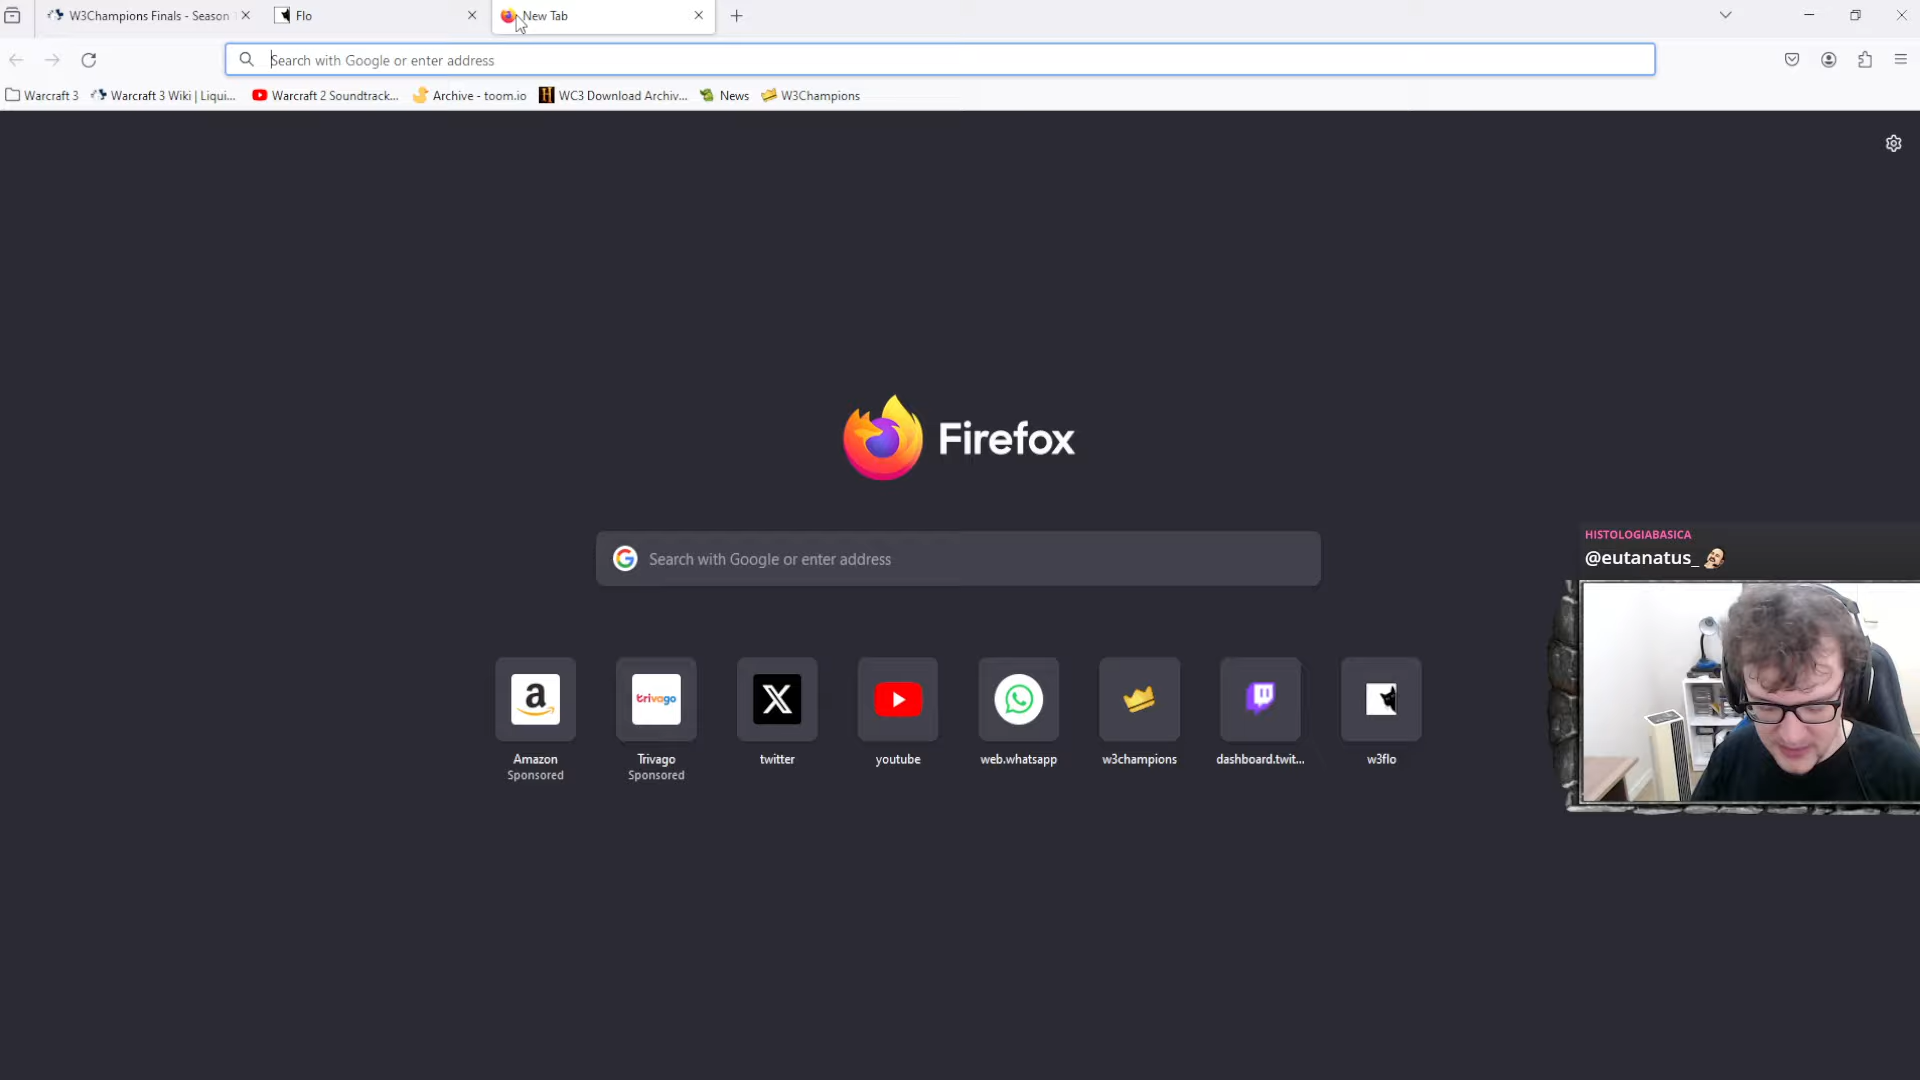 W3Champions Finals - Season
Flo
New Tab
Search with Google or enter address
Warcraft 3
Warcraft 3 Wiki | Liqui...
Warcraft 2 Soundtrack...
Archive - toom.io
WC3 Download Archiv...
News
W3Champions
Firefox
Search with Google or enter address
trivago
Amazon
Sponsored
Trivago
Sponsored
twitter
youtube
web.whatsapp
w3champions
dashboard.twit...
w3flo
HISTOLOGIABASICA
@eutanatus_